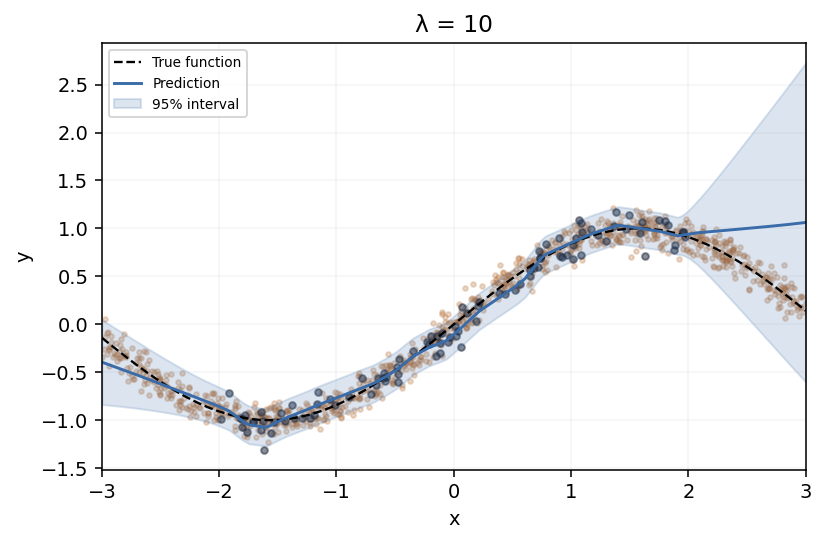 λ = 10
True function
Prediction
95% interval
y
2.5
2.0
1.5
1.0
0.5
0.0
−0.5
−1.0
−1.5
−3 −2 −1 0 1 2 3
x